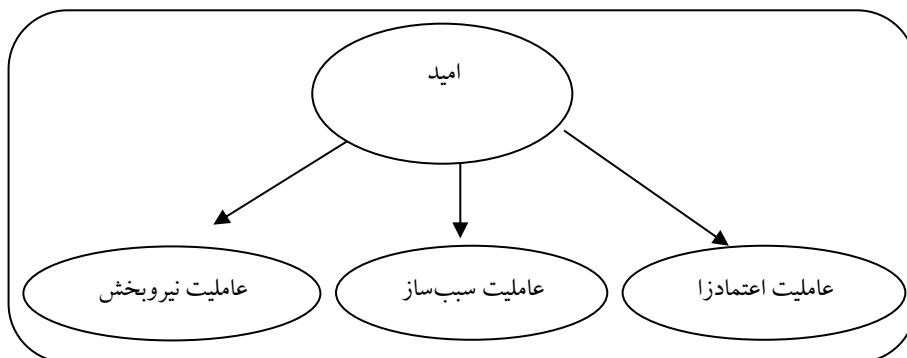 امید
عاملیت اعتمادزا
عاملیت سبب‌ساز
عاملیت نیروبخش